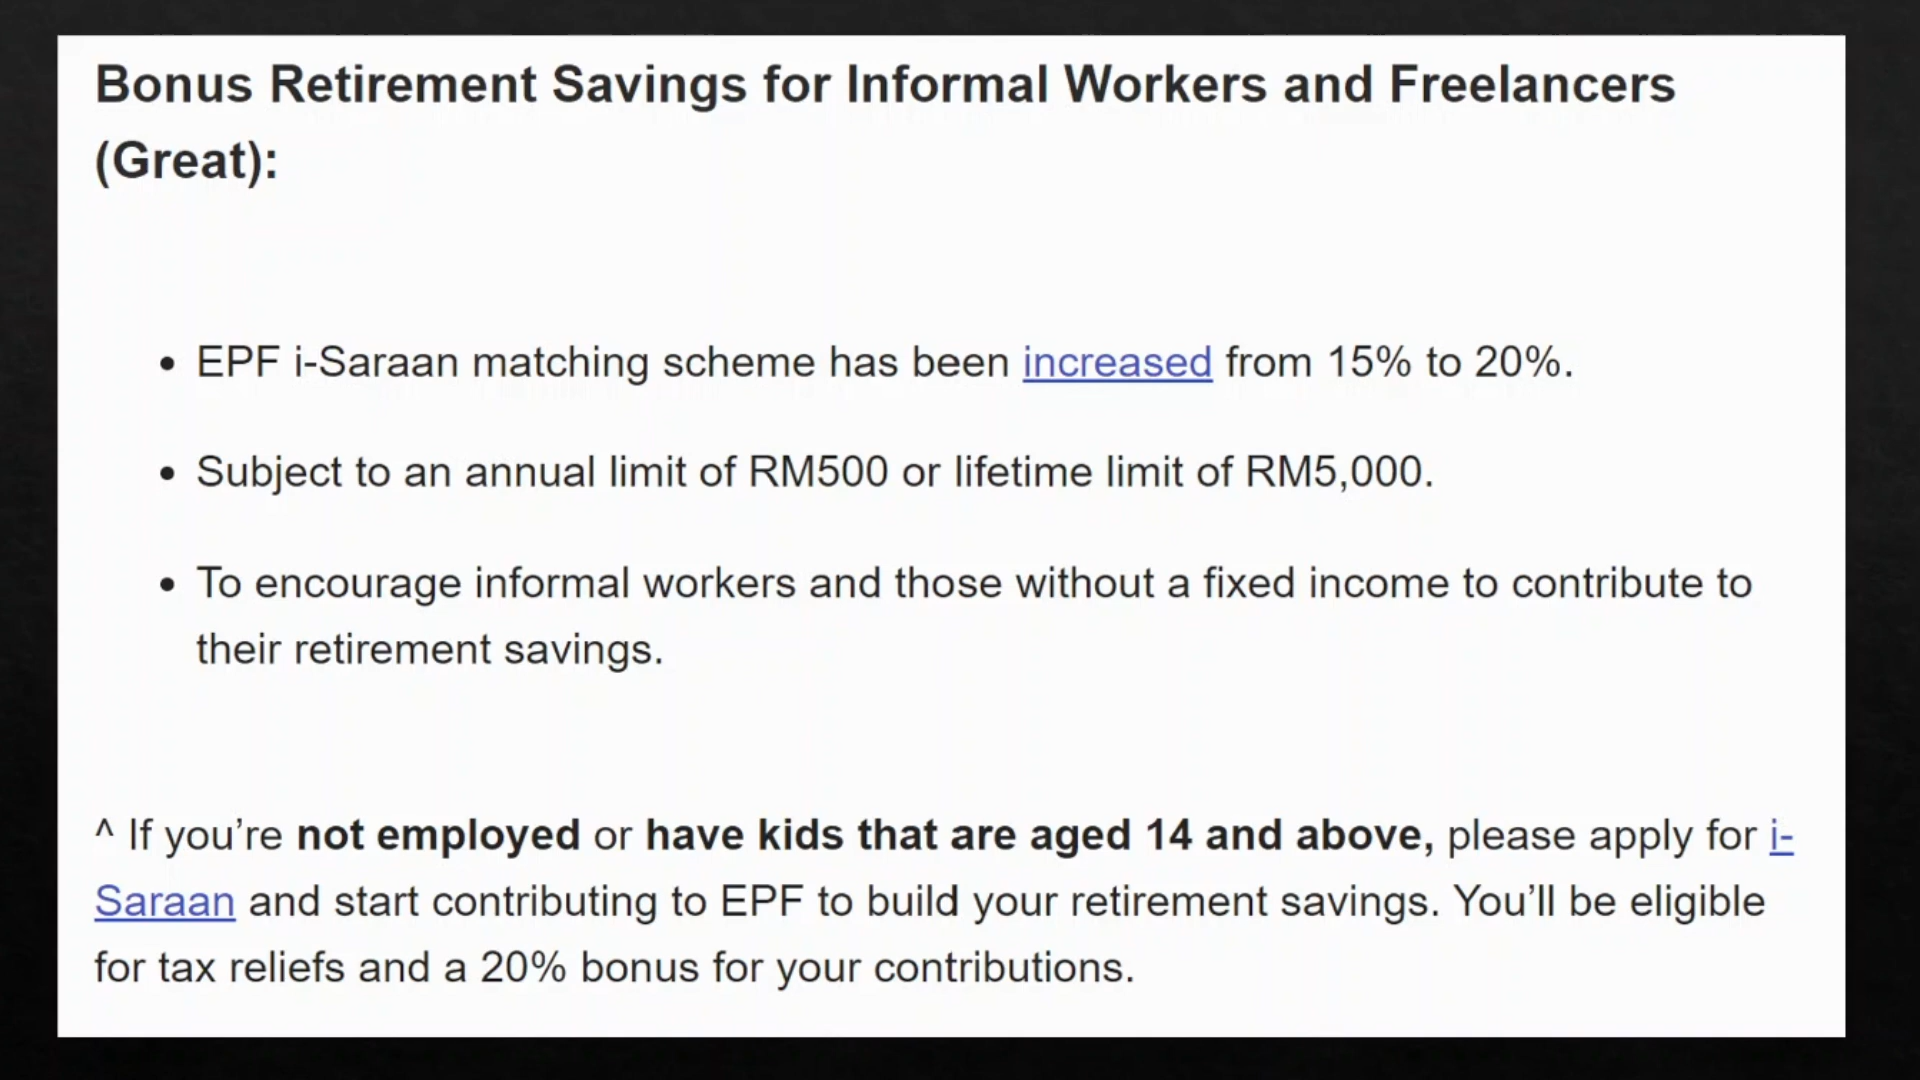 Bonus Retirement Savings for Informal Workers and Freelancers
(Great):
• EPF i-Saraan matching scheme has been increased from 15% to 20%.
• Subject to an annual limit of RM500 or lifetime limit of RM5,000.
• To encourage informal workers and those without a fixed income to contribute to
their retirement savings.
^ If you’re not employed or have kids that are aged 14 and above, please apply for i-
Saraan and start contributing to EPF to build your retirement savings. You’ll be eligible
for tax reliefs and a 20% bonus for your contributions.